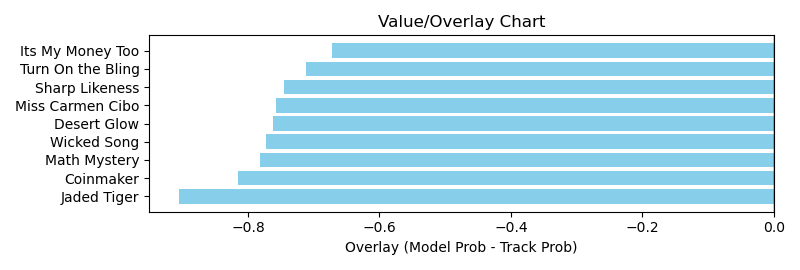 Value/Overlay Chart
Its My Money Too
Turn On the Bling
Sharp Likeness
Miss Carmen Cibo
Desert Glow
Wicked Song
Math Mystery
Coinmaker
Jaded Tiger
−0.8 −0.6 −0.4 −0.2 0.0
Overlay (Model Prob - Track Prob)